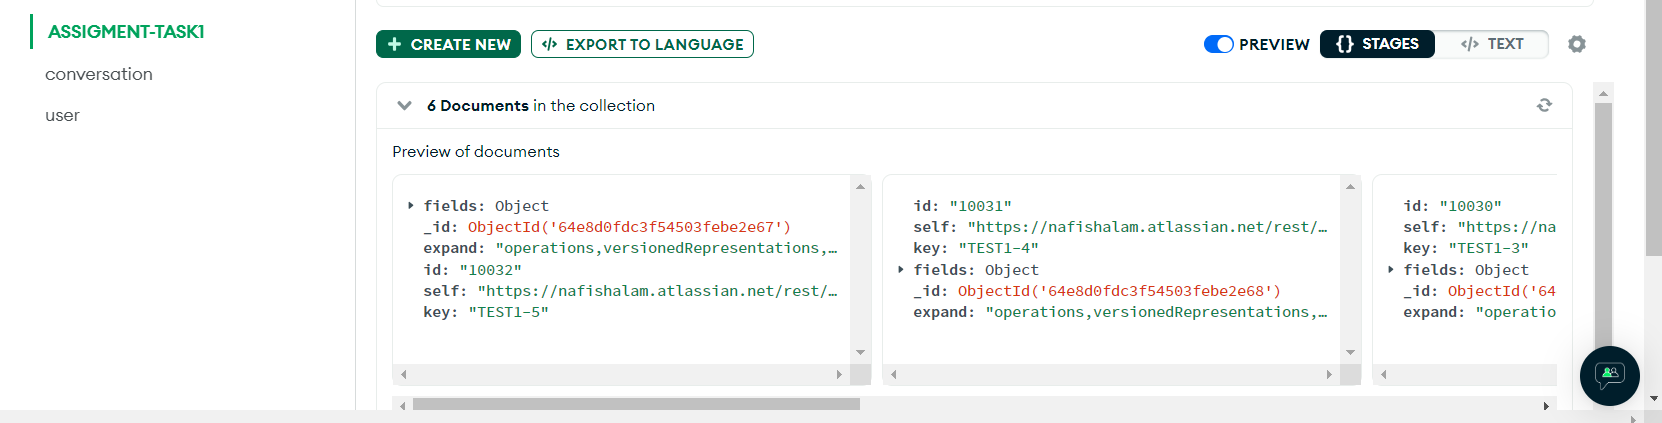 ASSIGMENT-TASK1
conversation
user
+ CREATE NEW
</> EXPORT TO LANGUAGE
PREVIEW
{} STAGES
</> TEXT
6 Documents in the collection
Preview of documents
fields: Object
_id: ObjectId('64e8d0fdc3f54503febe2e67')
expand: "operations,versionedRepresentations,…
id: "10032"
self: "https://nafishalam.atlassian.net/rest/…
key: "TEST1-5"
id: "10031"
self: "https://nafishalam.atlassian.net/rest/…
key: "TEST1-4"
fields: Object
_id: ObjectId('64e8d0fdc3f54503febe2e68')
expand: "operations,versionedRepresentations,…
id: "10030"
self: "https://na
key: "TEST1-3"
fields: Object
_id: ObjectId('64
expand: "operatio